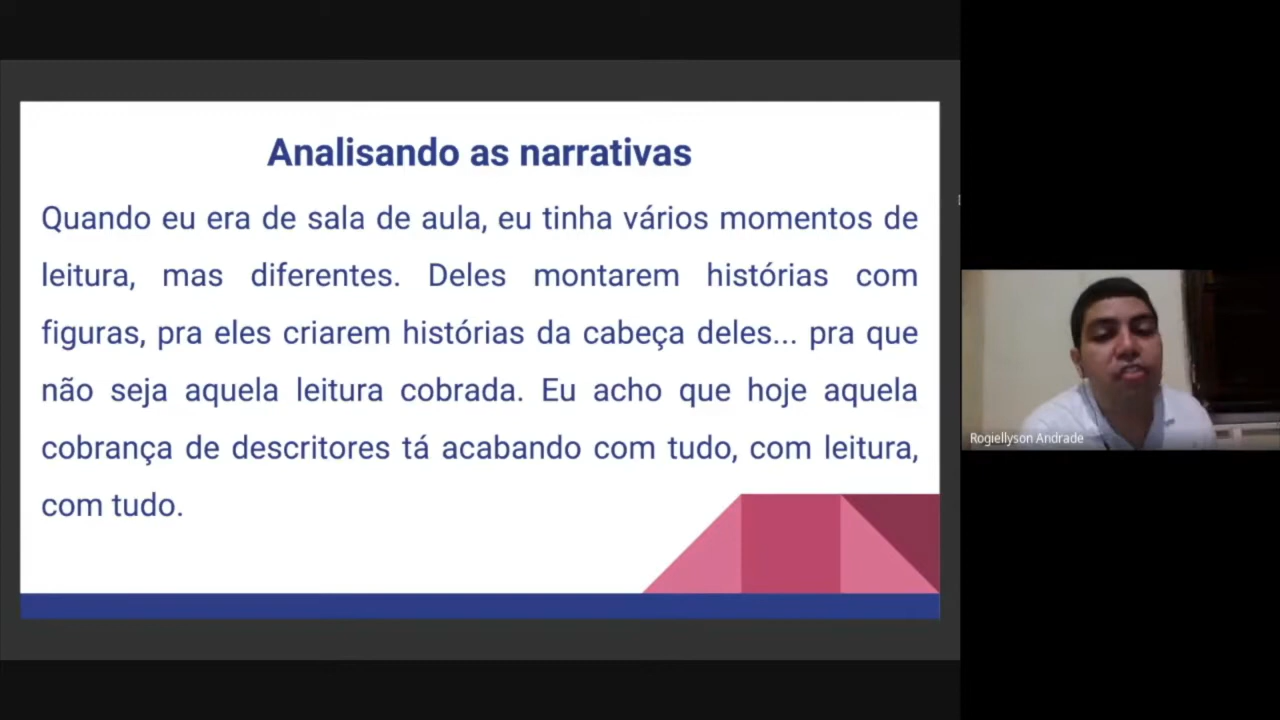 Analisando as narrativas
Quando eu era de sala de aula, eu tinha vários momentos de
leitura, mas diferentes. Deles montarem histórias com
figuras, pra eles criarem histórias da cabeça deles... pra que
não seja aquela leitura cobrada. Eu acho que hoje aquela
cobrança de descritores tá acabando com tudo, com leitura,
com tudo.
Rogiellyson Andrade